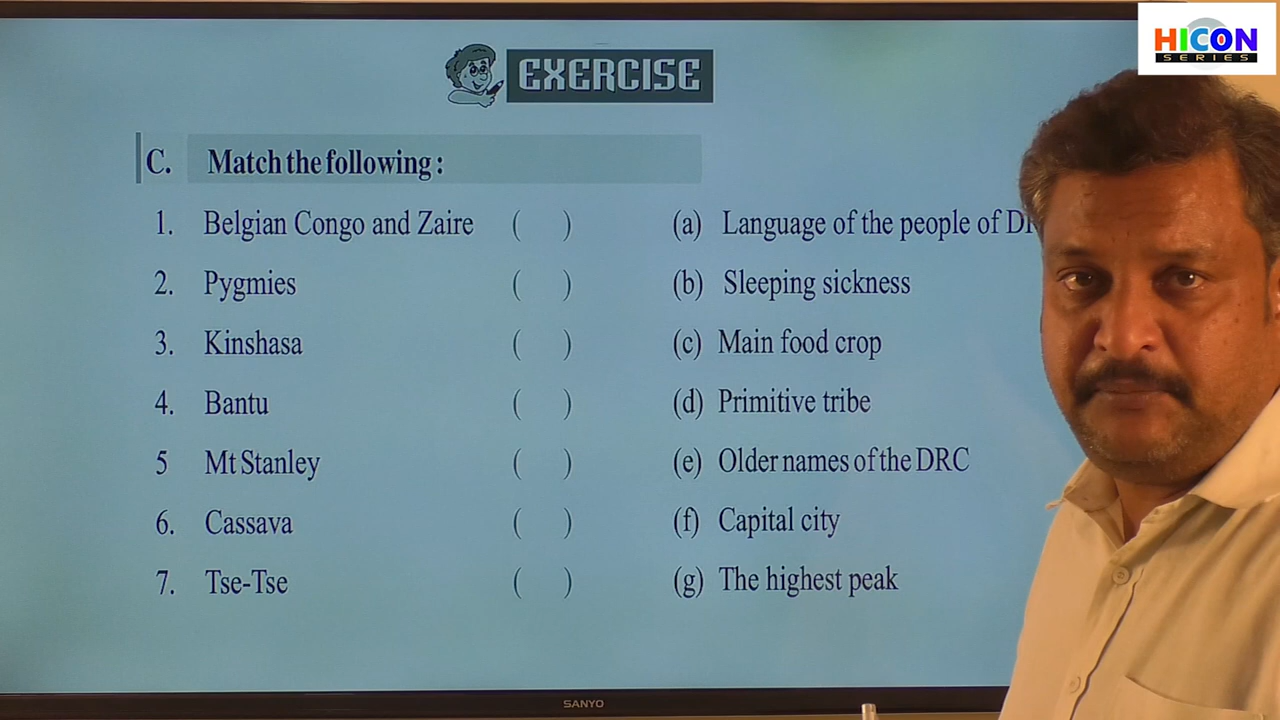 HICON
SERIES
EXERCISE
C. Match the following :
1. Belgian Congo and Zaire ( ) (a) Language of the people of
2. Pygmies ( ) (b) Sleeping sickness
3. Kinshasa ( ) (c) Main food crop
4. Bantu ( ) (d) Primitive tribe
5 Mt Stanley ( ) (e) Older names of the DRC
6. Cassava ( ) (f) Capital city
7. Tse-Tse ( ) (g) The highest peak
SANYO